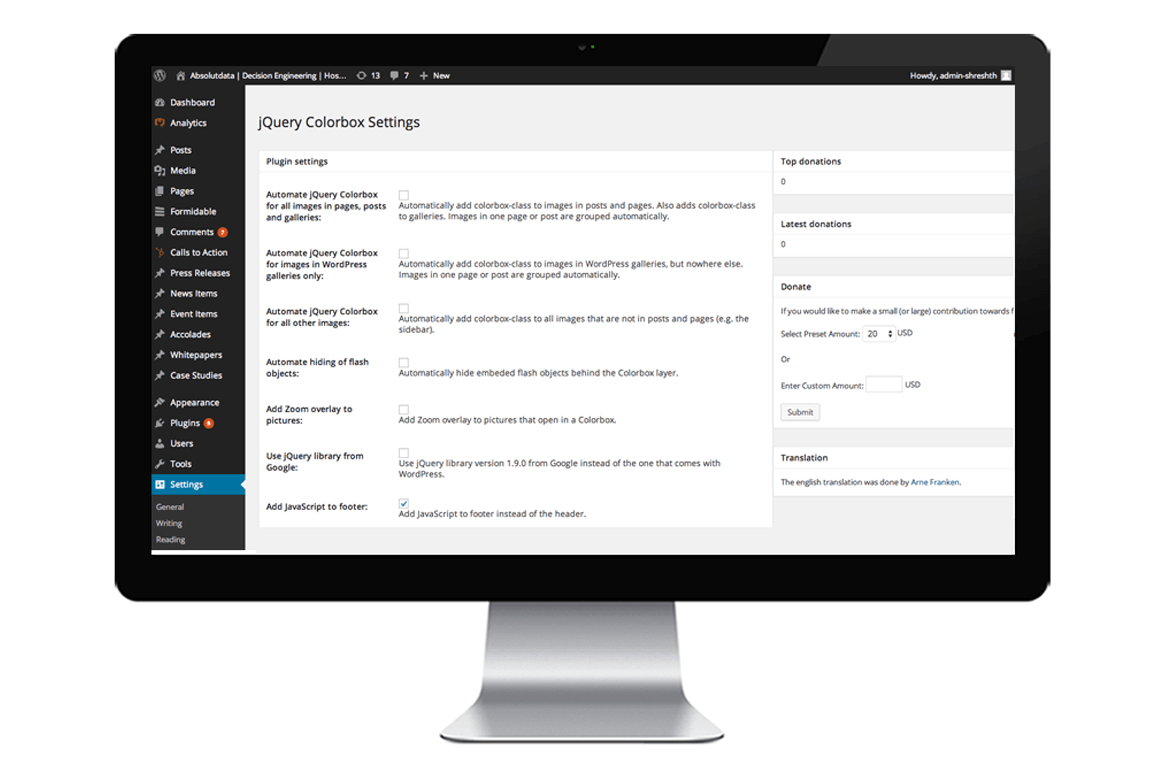 Absolutdata | Decision Engineering | Hos... 13 7 + New Howdy, admin-shreshth
Dashboard
Analytics
Posts
Media
Pages
Formidable
Comments 7
Calls to Action
Press Releases
News Items
Event Items
Accolades
Whitepapers
Case Studies
Appearance
Plugins
Users
Tools
Settings
General
Writing
Reading
jQuery Colorbox Settings
Plugin settings
Automate jQuery Colorbox
for all images in pages, posts
and galleries:
Automatically add colorbox-class to images in posts and pages. Also adds colorbox-class
to galleries. Images in one page or post are grouped automatically.
Automate jQuery Colorbox
for images in WordPress
galleries only:
Automatically add colorbox-class to images in WordPress galleries, but nowhere else.
Images in one page or post are grouped automatically.
Automate jQuery Colorbox
for all other images:
Automatically add colorbox-class to all images that are not in posts and pages (e.g. the
sidebar).
Automate hiding of flash
objects:
Automatically hide embeded flash objects behind the Colorbox layer.
Add Zoom overlay to
pictures:
Add Zoom overlay to pictures that open in a Colorbox.
Use jQuery library from
Google:
Use jQuery library version 1.9.0 from Google instead of the one that comes with
WordPress.
Add JavaScript to footer:
Add JavaScript to footer instead of the header.
Top donations
0
Latest donations
0
Donate
If you would like to make a small (or large) contribution towards f
Select Preset Amount: 20 USD
Or
Enter Custom Amount: USD
Submit
Translation
The english translation was done by Arne Franken.